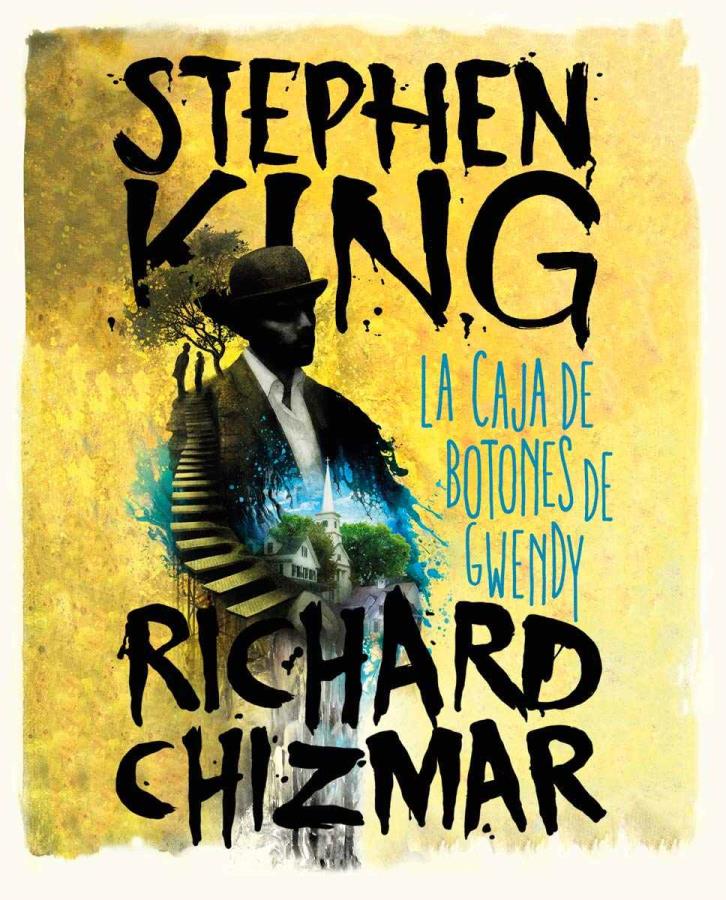 STEPHEN
KING
LA CAJA DE
BOTONES DE
GWENDY
RICHARD
CHIZMAR